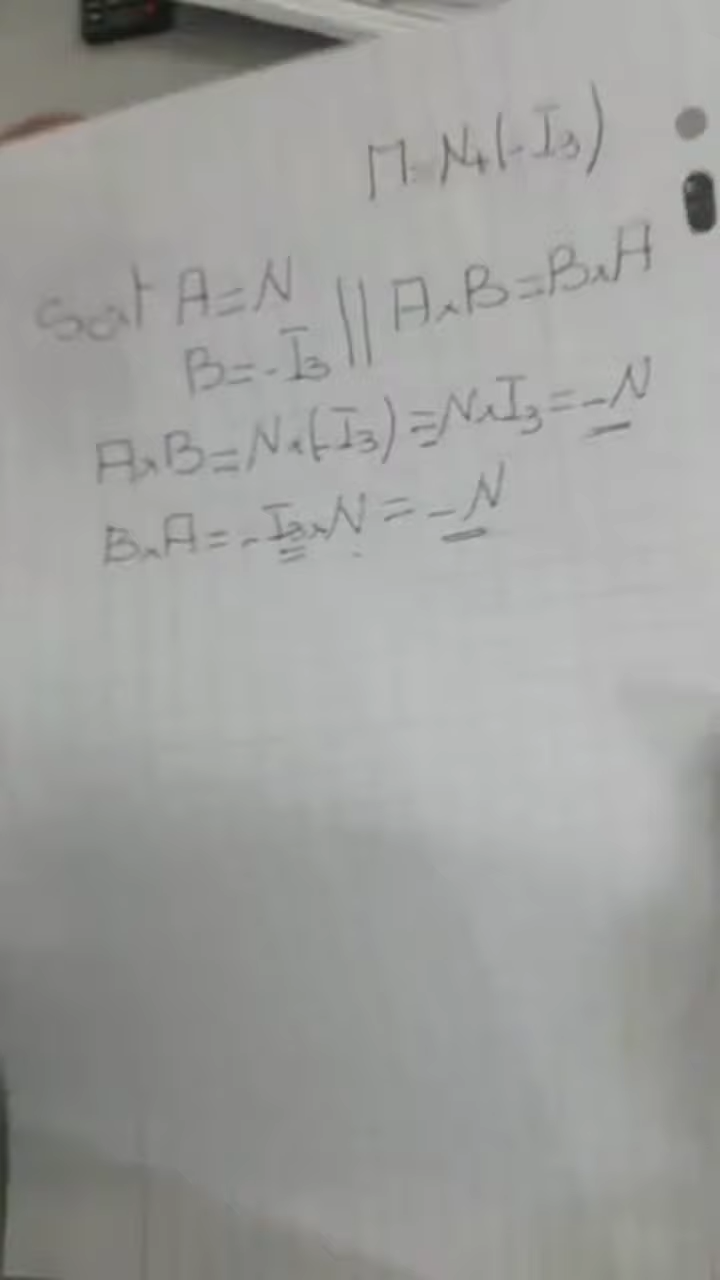 M = N + (-I₃)
Soit A = N || A×B = B×A
B = -I₃
A×B = N×(-I₃) = N×I₃ = -N
B×A = -I₃×N = -N